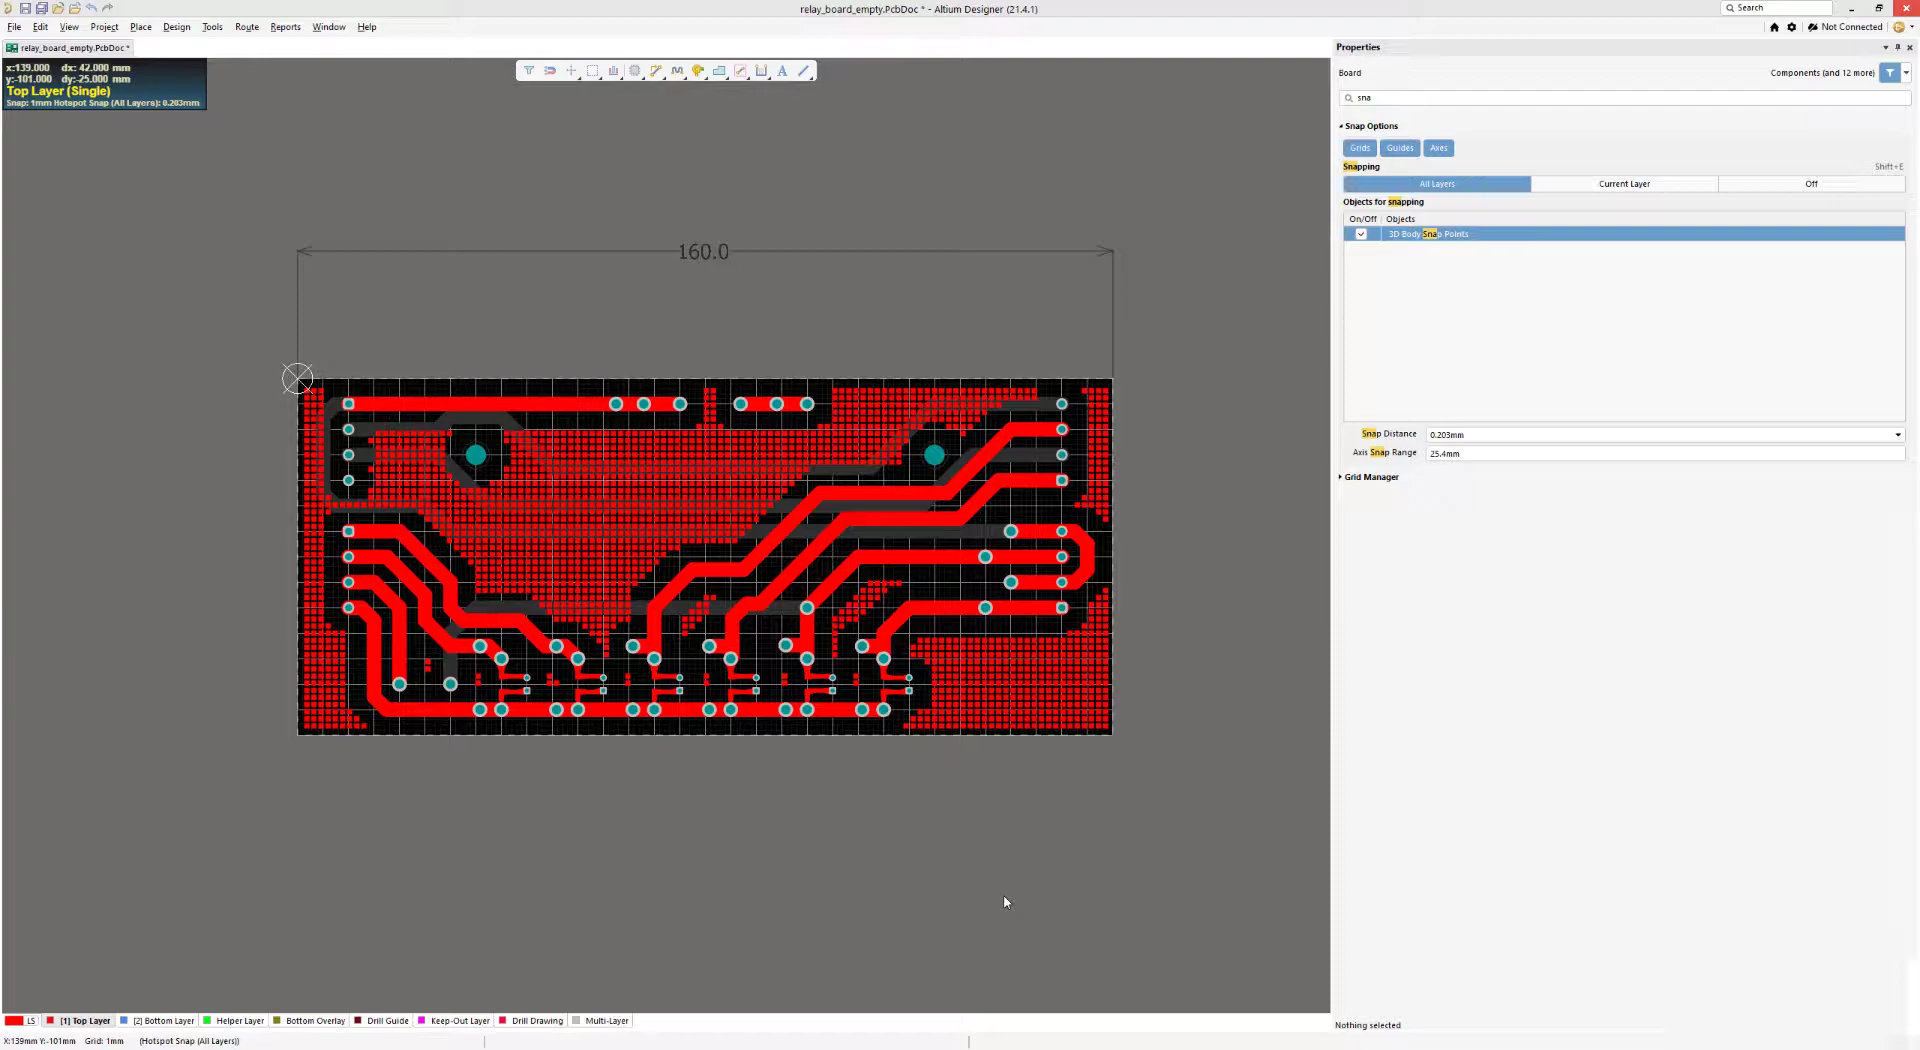 relay_board_empty.PcbDoc * - Altium Designer (21.4.1)
Search
File Edit View Project Place Design Tools Route Reports Window Help
Not Connected
relay_board_empty.PcbDoc *
x:139.000 dx: 42.000 mm
y:-101.000 dy:-25.000 mm
Top Layer (Single)
Snap: 1mm Hotspot Snap (All Layers): 0.203mm
160.0
Properties
Board
Components (and 12 more)
sna
Snap Options
Grids Guides Axes
Snapping
Shift+E
All Layers Current Layer Off
Objects for snapping
On/Off Objects
3D Body Snap Points
Snap Distance 0.203mm
Axis Snap Range 25.4mm
Grid Manager
Nothing selected
LS [1] Top Layer [2] Bottom Layer Helper Layer Bottom Overlay Drill Guide Keep-Out Layer Drill Drawing Multi-Layer
X:139mm Y:-101mm Grid: 1mm (Hotspot Snap (All Layers))